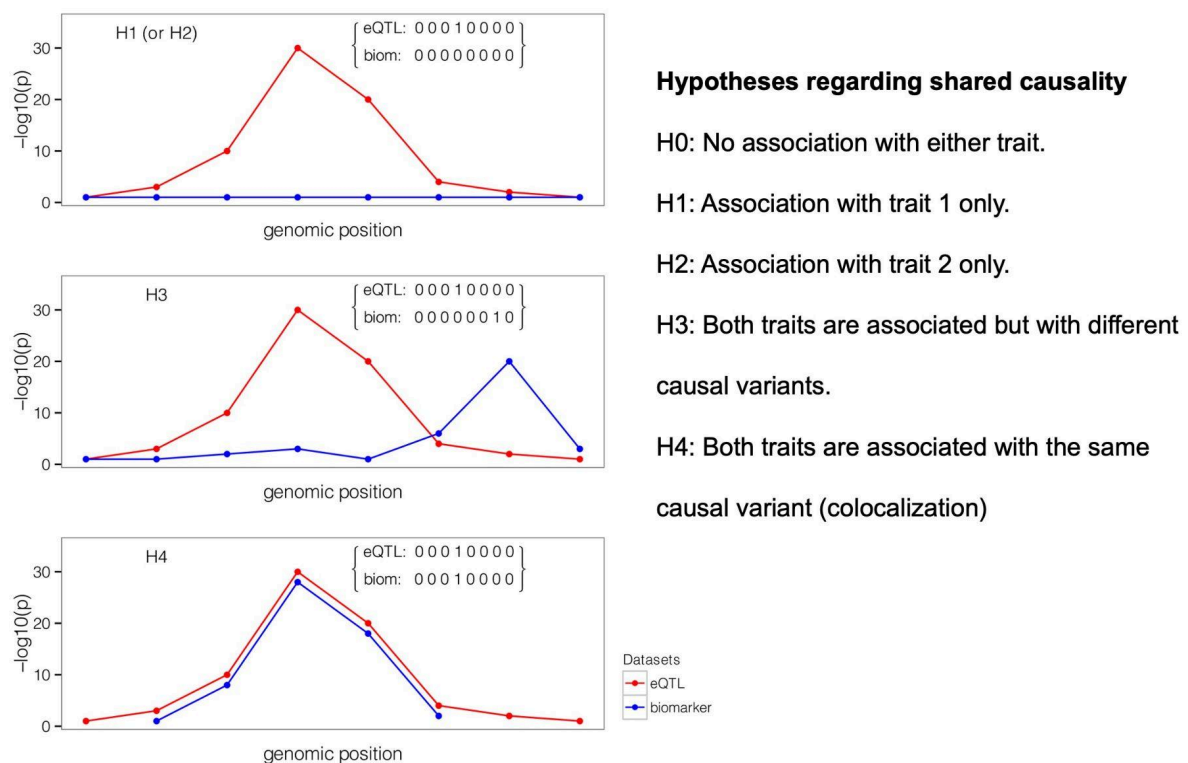 H1 (or H2)
eQTL: 0 0 0 1 0 0 0 0
biom: 0 0 0 0 0 0 0 0
30
20
10
0
−log10(p)
genomic position
H3
eQTL: 0 0 0 1 0 0 0 0
biom: 0 0 0 0 0 0 1 0
30
20
10
0
−log10(p)
genomic position
H4
eQTL: 0 0 0 1 0 0 0 0
biom: 0 0 0 1 0 0 0 0
30
20
10
0
−log10(p)
genomic position
Datasets
eQTL
biomarker
Hypotheses regarding shared causality
H0: No association with either trait.
H1: Association with trait 1 only.
H2: Association with trait 2 only.
H3: Both traits are associated but with different
causal variants.
H4: Both traits are associated with the same
causal variant (colocalization)